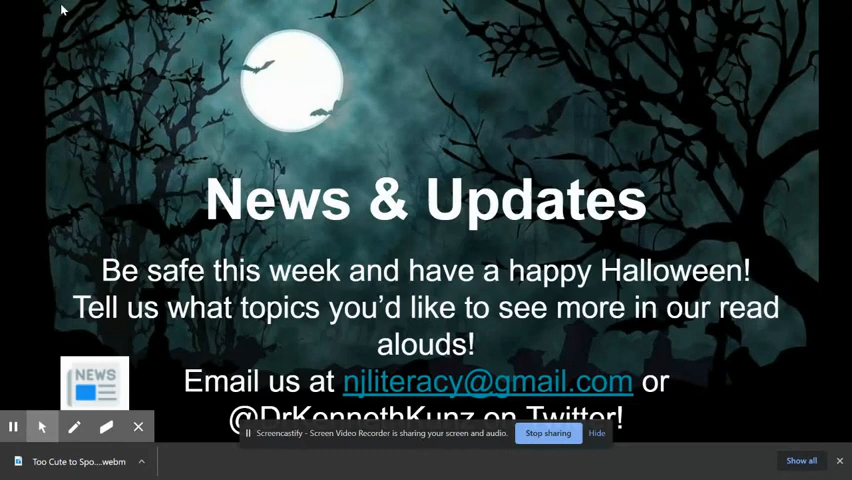 News & Updates
Be safe this week and have a happy Halloween!
Tell us what topics you'd like to see more in our read
alouds!
NEWS
Email us at njliteracy@gmail.com or
@DrKennethKunz on Twitter!
Screencastify - Screen Video Recorder is sharing your screen and audio.
Stop sharing
Hide
Too Cute to Spo....webm
Show all